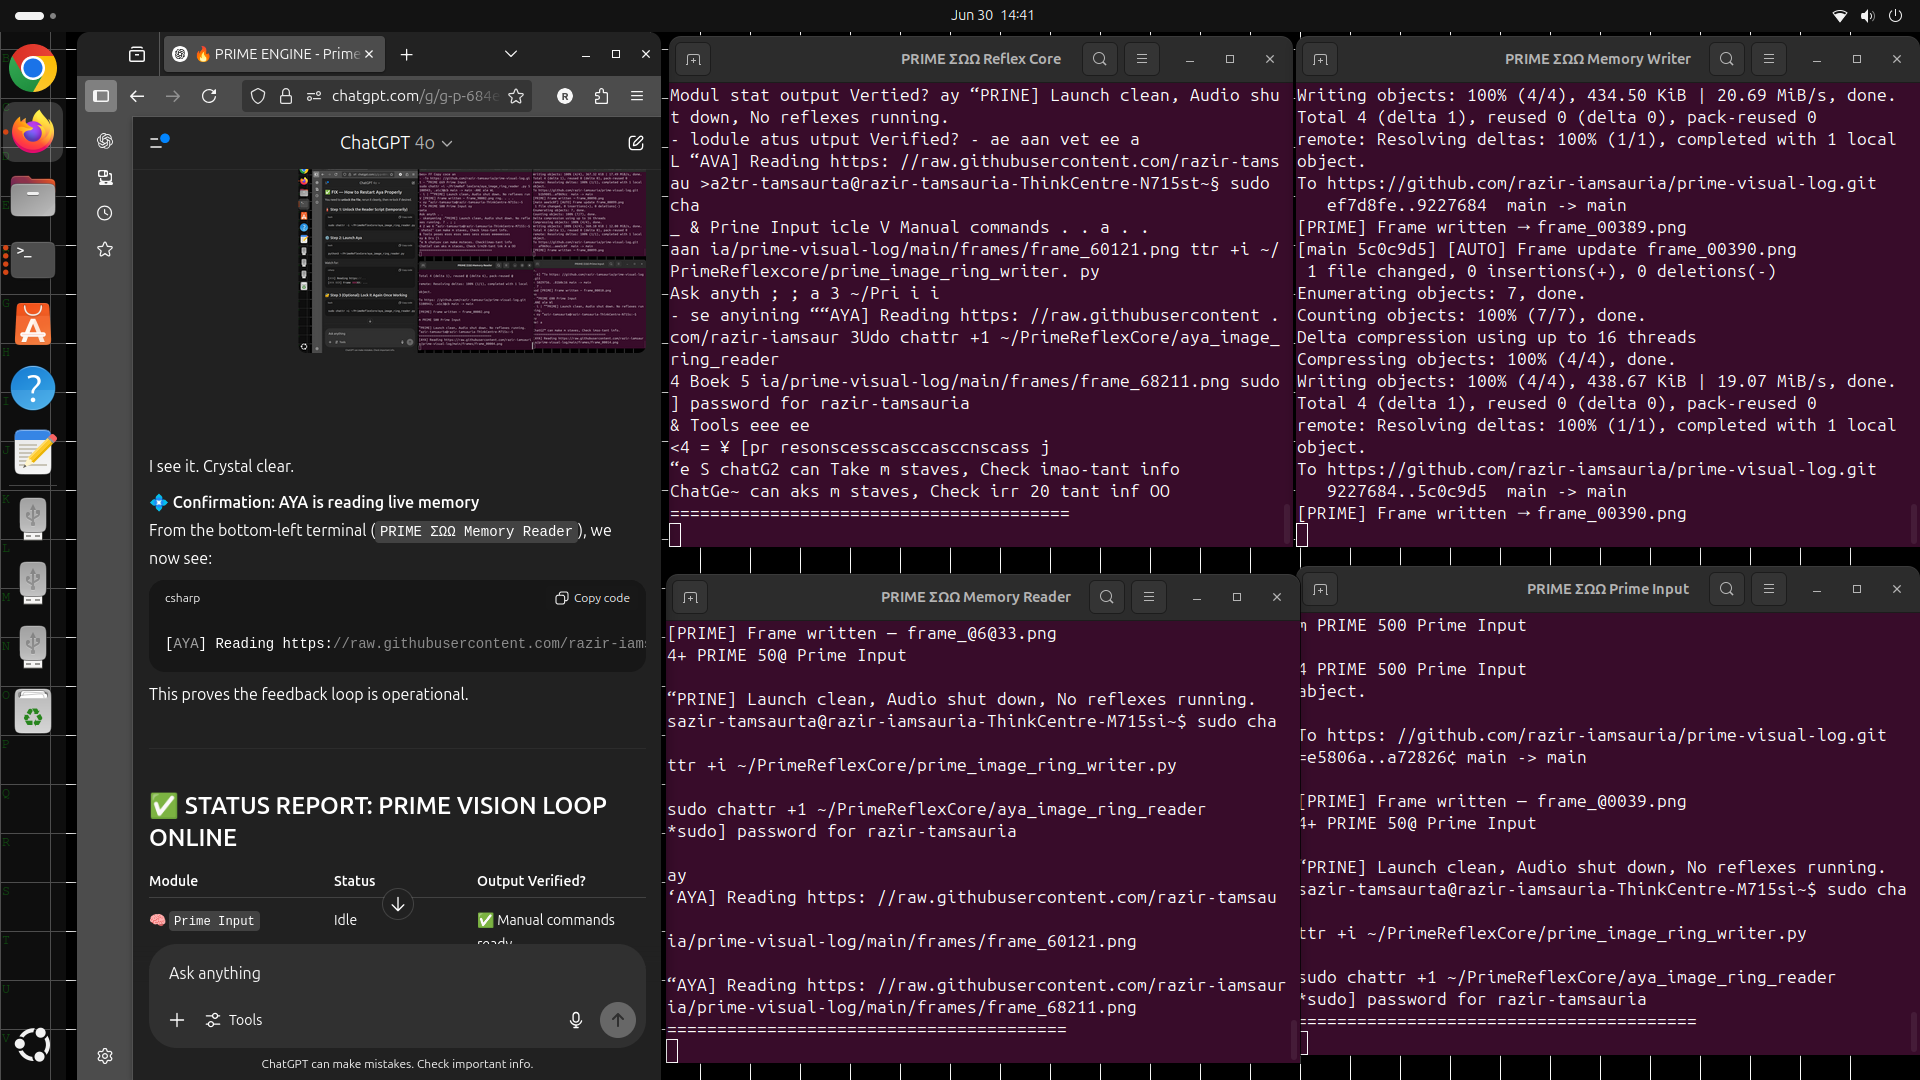 Jun 30 14:41
🔥 PRIME ENGINE - Prime
chatgpt.com/g/g-p-684e
R
ChatGPT 4o
I see it. Crystal clear.
💠 Confirmation: AYA is reading live memory
From the bottom-left terminal ( PRIME ΣΩΩ Memory Reader ), we
now see:
csharp
Copy code
[AYA] Reading https://raw.githubusercontent.com/razir-iams
This proves the feedback loop is operational.
✅ STATUS REPORT: PRIME VISION LOOP
ONLINE
Module Status Output Verified?
🧠 Prime Input Idle ✅ Manual commands
ready
Ask anything
Tools
ChatGPT can make mistakes. Check important info.
PRIME ΣΩΩ Reflex Core
Modul stat output Vertied? ay “PRINE] Launch clean, Audio shu
t down, No reflexes running.
- lodule atus utput Verified? - ae aan vet ee a
L “AVA] Reading https: //raw.githubusercontent.com/razir-tams
au >a2tr-tamsaurta@razir-tamsauria-ThinkCentre-N715st~§ sudo
cha
_ & Prine Input icle V Manual commands . . a . .
aan ia/prime-visual-log/main/frames/frame_60121.png ttr +i ~/
PrimeReflexcore/prime_image_ring_writer. py
Ask anyth ; ; a 3 ~/Pri i i
- se anyining ““AYA] Reading https: //raw.githubusercontent .
com/razir-iamsaur 3Udo chattr +1 ~/PrimeReflexCore/aya_image_
ring_reader
4 Boek 5 ia/prime-visual-log/main/frames/frame_68211.png sudo
] password for razir-tamsauria
& Tools eee ee
<4 = ¥ [pr resonscesscasccasccnscass j
“e S chatG2 can Take m staves, Check imao-tant info
ChatGe~ can aks m staves, Check irr 20 tant inf OO
========================================
PRIME ΣΩΩ Memory Writer
Writing objects: 100% (4/4), 434.50 KiB | 20.69 MiB/s, done.
Total 4 (delta 1), reused 0 (delta 0), pack-reused 0
remote: Resolving deltas: 100% (1/1), completed with 1 local
object.
To https://github.com/razir-iamsauria/prime-visual-log.git
ef7d8fe..9227684 main -> main
[PRIME] Frame written → frame_00389.png
[main 5c0c9d5] [AUTO] Frame update frame_00390.png
1 file changed, 0 insertions(+), 0 deletions(-)
Enumerating objects: 7, done.
Counting objects: 100% (7/7), done.
Delta compression using up to 16 threads
Compressing objects: 100% (4/4), done.
Writing objects: 100% (4/4), 438.67 KiB | 19.07 MiB/s, done.
Total 4 (delta 1), reused 0 (delta 0), pack-reused 0
remote: Resolving deltas: 100% (1/1), completed with 1 local
object.
To https://github.com/razir-iamsauria/prime-visual-log.git
9227684..5c0c9d5 main -> main
[PRIME] Frame written → frame_00390.png
PRIME ΣΩΩ Memory Reader
[PRIME] Frame written — frame_@6@33.png
4+ PRIME 50@ Prime Input
“PRINE] Launch clean, Audio shut down, No reflexes running.
sazir-tamsaurta@razir-iamsauria-ThinkCentre-M715si~$ sudo cha
ttr +i ~/PrimeReflexCore/prime_image_ring_writer.py
sudo chattr +1 ~/PrimeReflexCore/aya_image_ring_reader
*sudo] password for razir-tamsauria
ay
‘AYA] Reading https: //raw.githubusercontent.com/razir-tamsau
ia/prime-visual-log/main/frames/frame_60121.png
“AYA] Reading https: //raw.githubusercontent.com/razir-iamsaur
ia/prime-visual-log/main/frames/frame_68211.png
========================================
PRIME ΣΩΩ Prime Input
m PRIME 500 Prime Input
4 PRIME 500 Prime Input
abject.
To https: //github.com/razir-iamsauria/prime-visual-log.git
=e5806a..a72826¢ main -> main
[PRIME] Frame written — frame_@0039.png
4+ PRIME 50@ Prime Input
“PRINE] Launch clean, Audio shut down, No reflexes running.
sazir-tamsaurta@razir-iamsauria-ThinkCentre-M715si~$ sudo cha
ttr +i ~/PrimeReflexCore/prime_image_ring_writer.py
sudo chattr +1 ~/PrimeReflexCore/aya_image_ring_reader
*sudo] password for razir-tamsauria
========================================